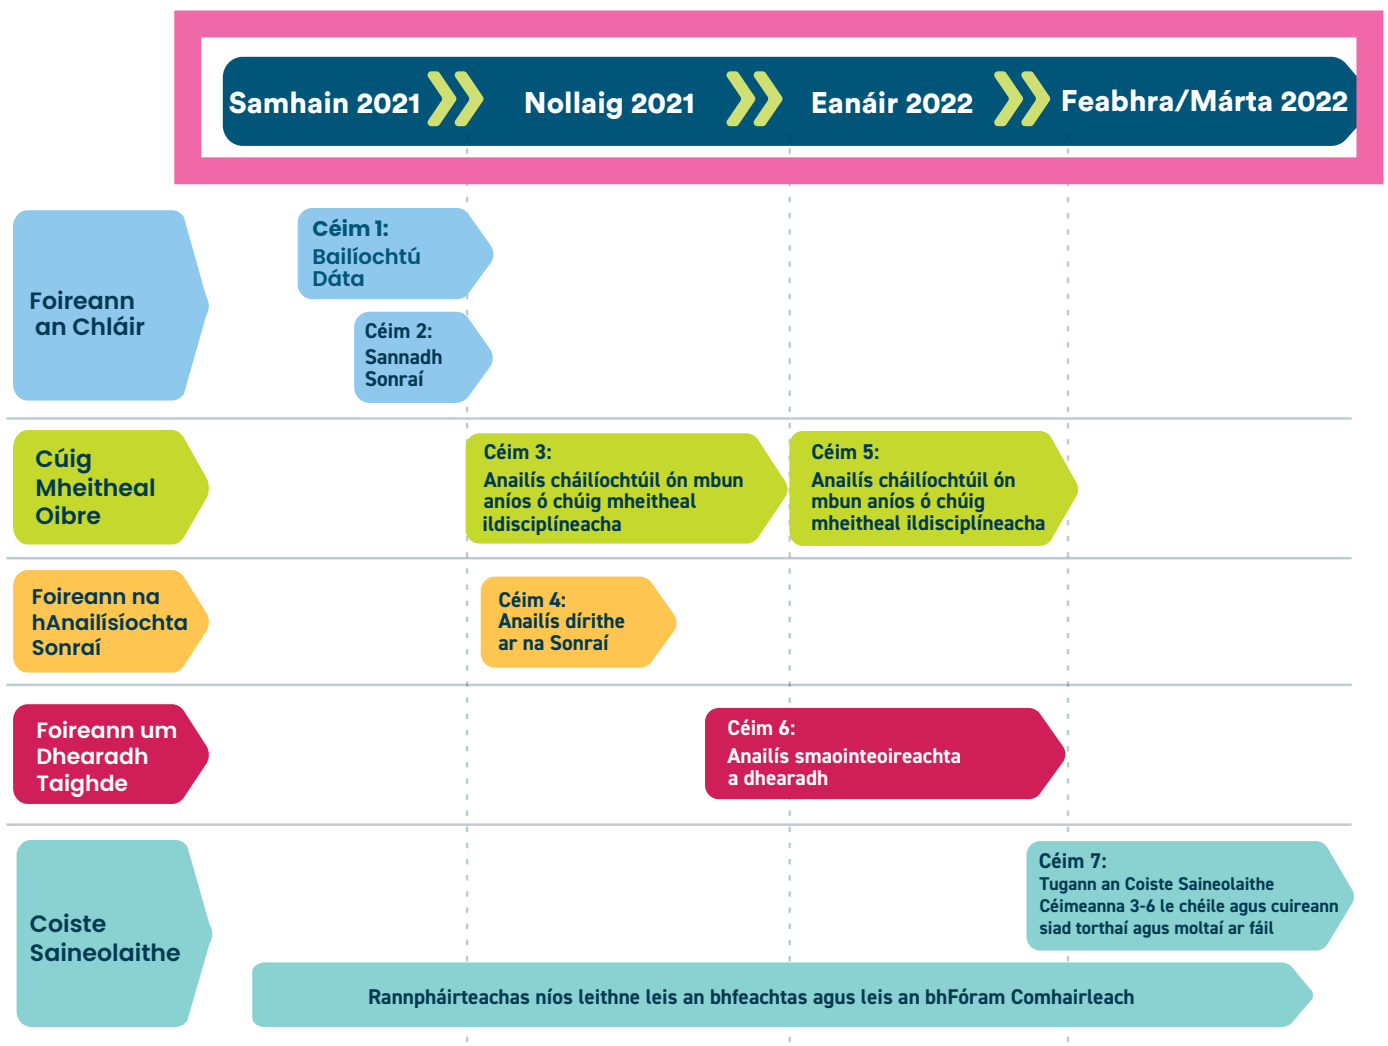 Samhain 2021
Nollaig 2021
Eanáir 2022
Feabhra/Márta 2022
Foireann
an Chláir
Céim 1:
Bailíochtú
Dáta
Céim 2:
Sannadh
Sonraí
Cúig
Mheitheal
Oibre
Céim 3:
Anailís cháilíochtúil ón mbun
aníos ó chúig mheitheal
ildisciplíneacha
Céim 5:
Anailís cháilíochtúil ón
mbun aníos ó chúig
mheitheal ildisciplíneacha
Foireann na
hAnailísíochta
Sonraí
Céim 4:
Anailís dírithe
ar na Sonraí
Foireann um
Dhearadh
Taighde
Céim 6:
Anailís smaointeoireachta
a dhearadh
Coiste
Saineolaithe
Céim 7:
Tugann an Coiste Saineolaithe
Céimeanna 3-6 le chéile agus cuireann
siad torthaí agus moltaí ar fáil
Rannpháirteachas níos leithne leis an bhfeachtas agus leis an bhFóram Comhairleach